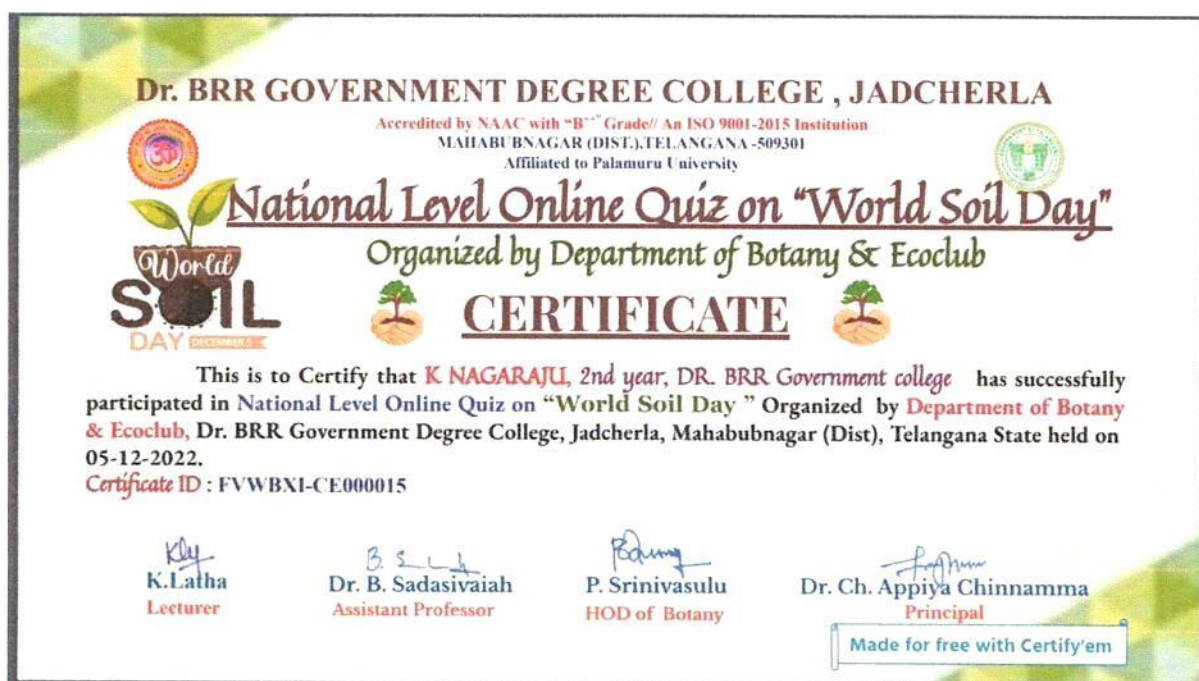 Dr. BRR GOVERNMENT DEGREE COLLEGE , JADCHERLA
Accredited by NAAC with "B++" Grade// An ISO 9001-2015 Institution
MAHABUBNAGAR (DIST.),TELANGANA -509301
Affiliated to Palamuru University
National Level Online Quiz on "World Soil Day"
Organized by Department of Botany & Ecoclub
World
SOIL
DAY DECEMBER 5
CERTIFICATE
This is to Certify that K NAGARAJU, 2nd year, DR. BRR Government college has successfully
participated in National Level Online Quiz on "World Soil Day " Organized by Department of Botany
& Ecoclub, Dr. BRR Government Degree College, Jadcherla, Mahabubnagar (Dist), Telangana State held on
05-12-2022.
Certificate ID : FVWBXI-CE000015
K.Latha
Lecturer
Dr. B. Sadasivaiah
Assistant Professor
P. Srinivasulu
HOD of Botany
Dr. Ch. Appiya Chinnamma
Principal
Made for free with Certify'em